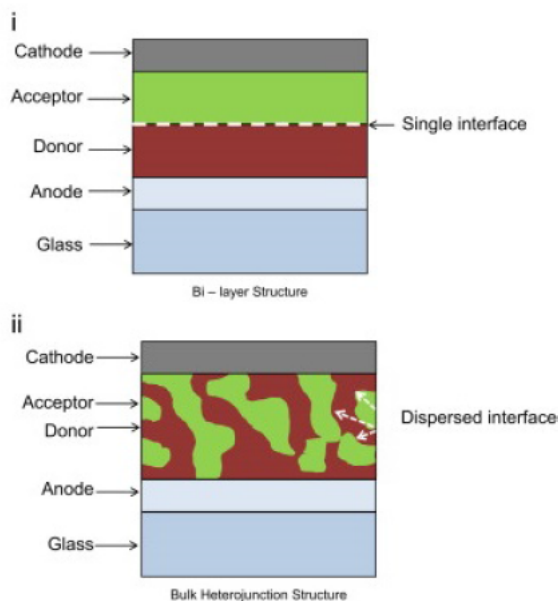 i
Cathode
Acceptor
Single interface
Donor
Anode
Glass
Bi – layer Structure
ii
Cathode
Acceptor
Dispersed interface
Donor
Anode
Glass
Bulk Heterojunction Structure